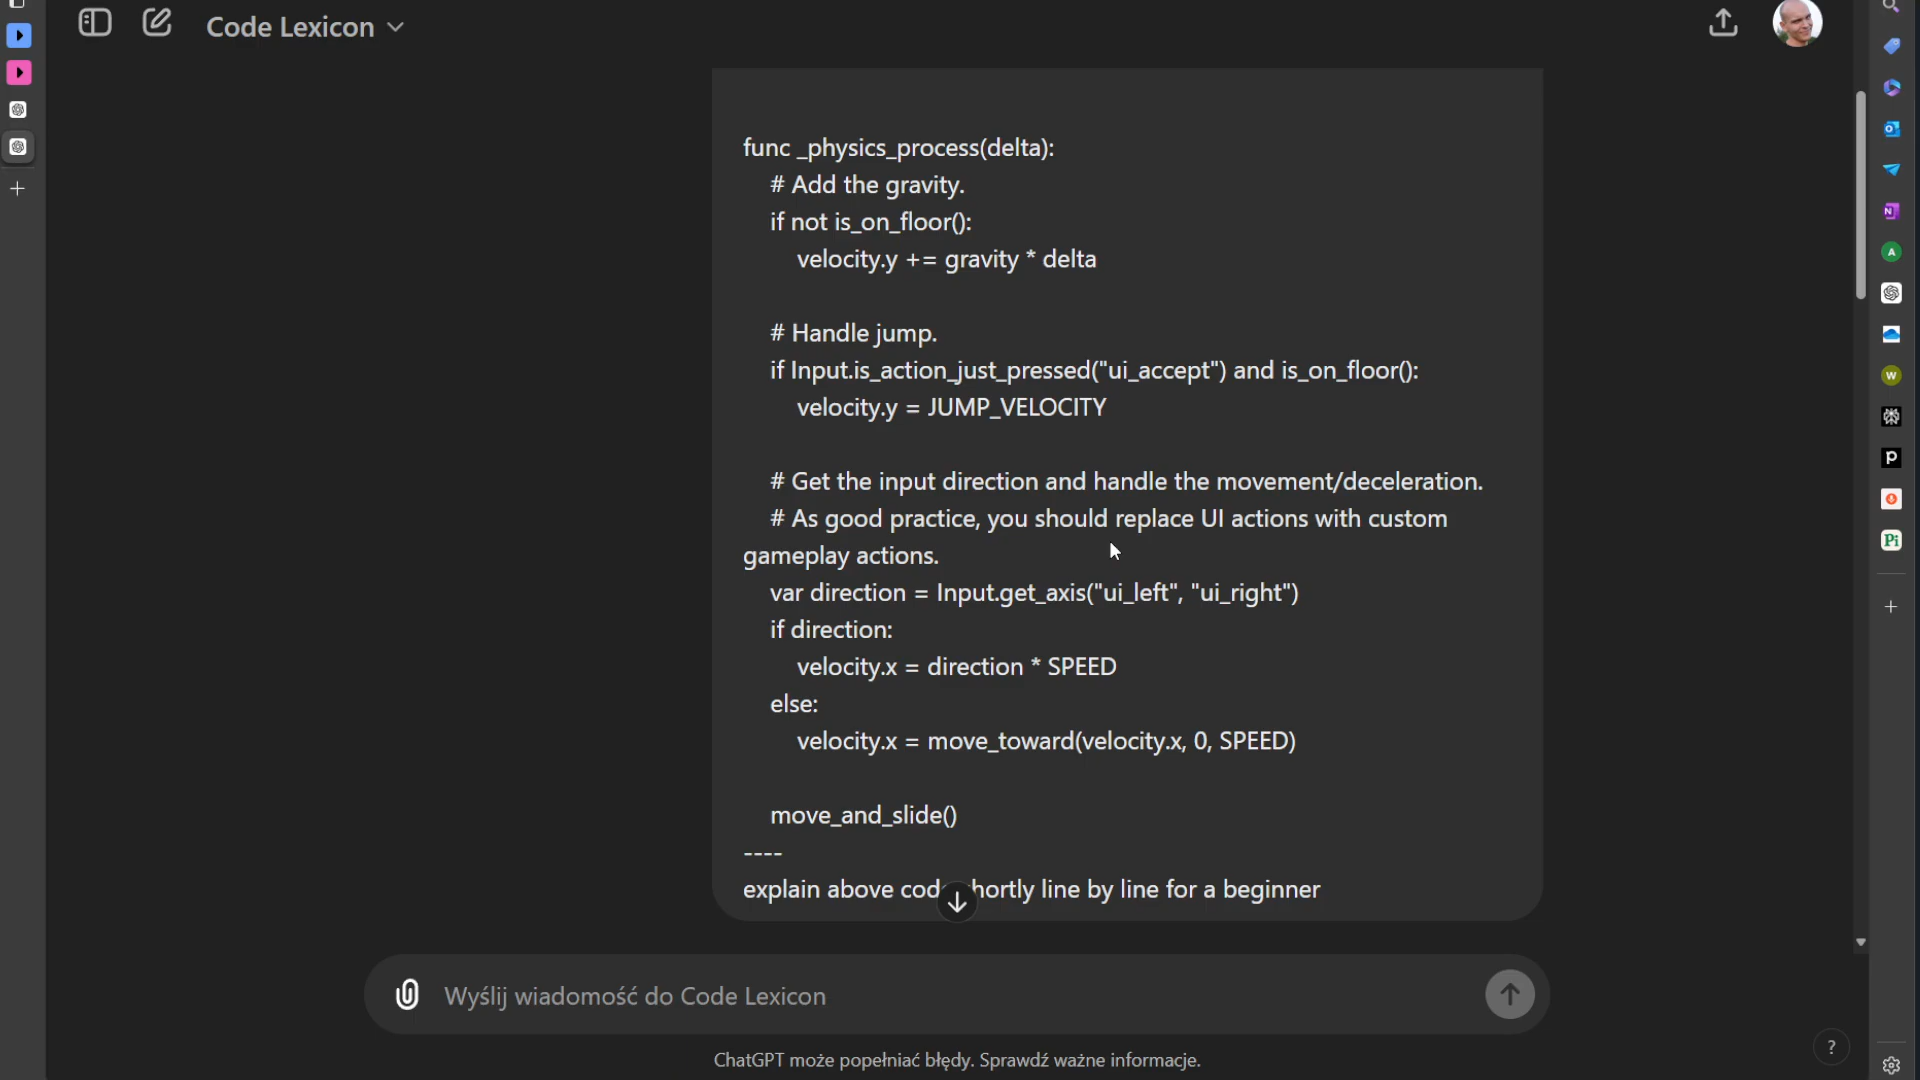 Code Lexicon
func _physics_process(delta):
# Add the gravity.
if not is_on_floor():
velocity.y += gravity * delta
# Handle jump.
if Input.is_action_just_pressed("ui_accept") and is_on_floor():
velocity.y = JUMP_VELOCITY
# Get the input direction and handle the movement/deceleration.
# As good practice, you should replace UI actions with custom
gameplay actions.
var direction = Input.get_axis("ui_left", "ui_right")
if direction:
velocity.x = direction * SPEED
else:
velocity.x = move_toward(velocity.x, 0, SPEED)
move_and_slide()
----
explain above line by line for a beginner
Wyślij wiadomość do Code Lexicon
ChatGPT może popełniać błędy. Sprawdź ważne informacje.
?
N
A
W
p
Pi